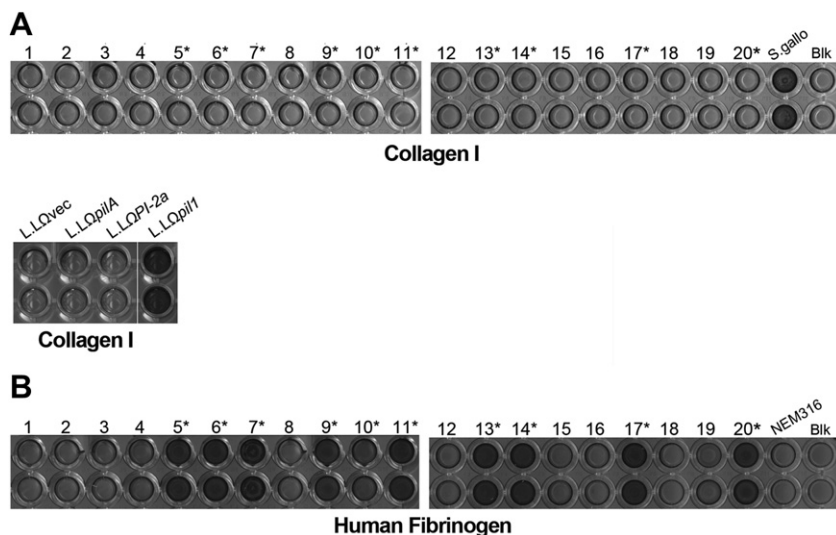 A
1 2 3 4 5* 6* 7* 8 9* 10* 11* 12 13* 14* 15 16 17* 18 19 20* S.gallo Blk
Collagen I
L.LΩvec L.LΩpilA L.LΩPI-2a L.LΩpil1
Collagen I
B
1 2 3 4 5* 6* 7* 8 9* 10* 11* 12 13* 14* 15 16 17* 18 19 20* NEM316 Blk
Human Fibrinogen